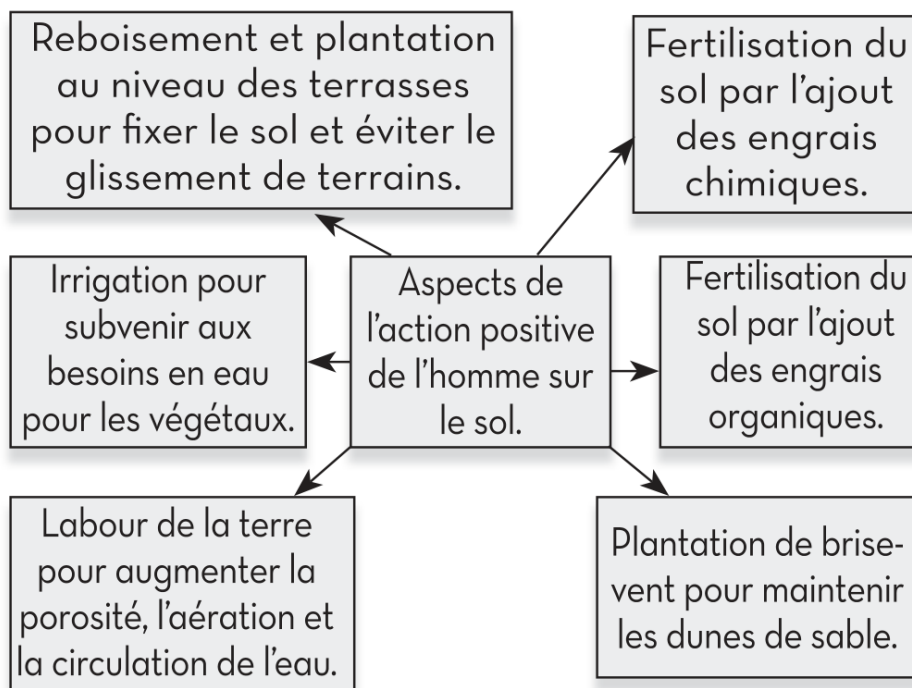 Reboisement et plantation
au niveau des terrasses
pour fixer le sol et éviter le
glissement de terrains.
Fertilisation du
sol par l'ajout
des engrais
chimiques.
Irrigation pour
subvenir aux
besoins en eau
pour les végétaux.
Aspects de
l'action positive
de l'homme sur
le sol.
Fertilisation du
sol par l'ajout
des engrais
organiques.
Labour de la terre
pour augmenter la
porosité, l'aération et
la circulation de l'eau.
Plantation de brise-
vent pour maintenir
les dunes de sable.